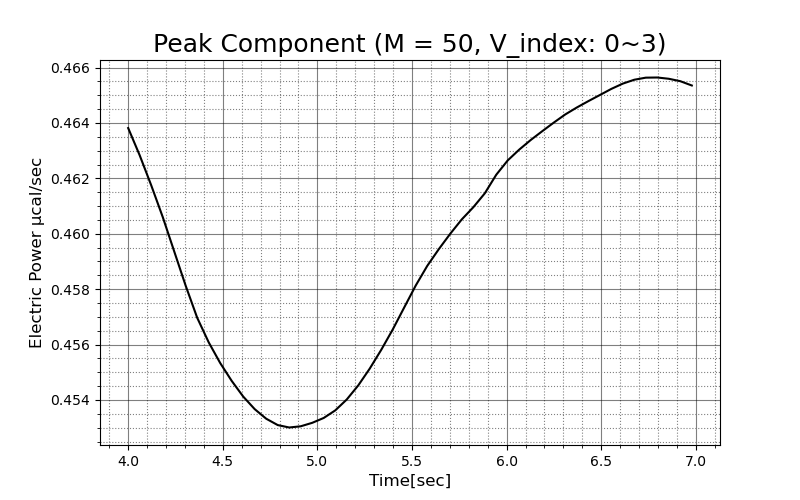 Peak Component (M = 50, V_index: 0~3)
0.466
0.464
0.462
0.460
0.458
0.456
0.454
Electric Power μcal/sec
4.0 4.5 5.0 5.5 6.0 6.5 7.0
Time[sec]